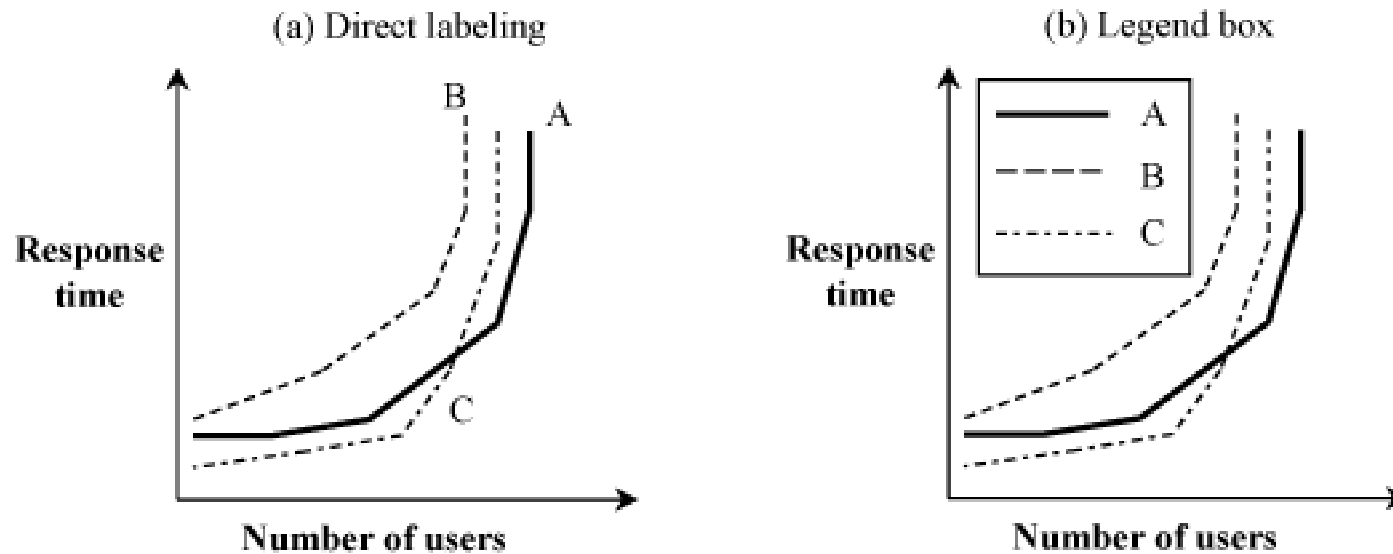 (a) Direct labeling
B
A
Response
time
C
Number of users
(b) Legend box
A
B
C
Response
time
Number of users